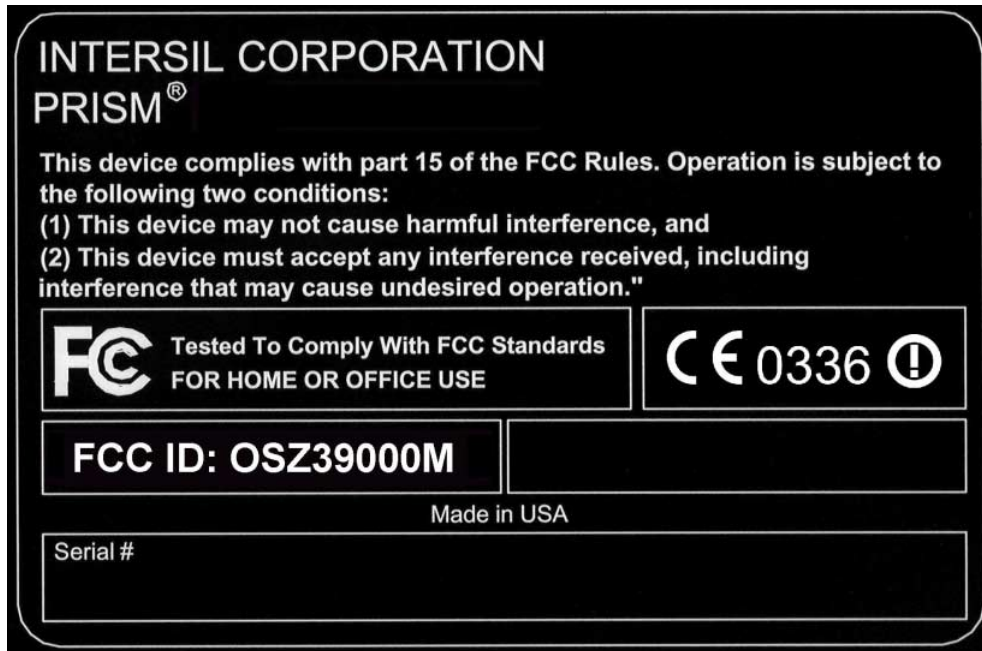 INTERSIL CORPORATION
PRISM®
This device complies with part 15 of the FCC Rules. Operation is subject to
the following two conditions:
(1) This device may not cause harmful interference, and
(2) This device must accept any interference received, including
interference that may cause undesired operation."
FC Tested To Comply With FCC Standards
FOR HOME OR OFFICE USE
CE 0336
FCC ID: OSZ39000M
Made in USA
Serial #